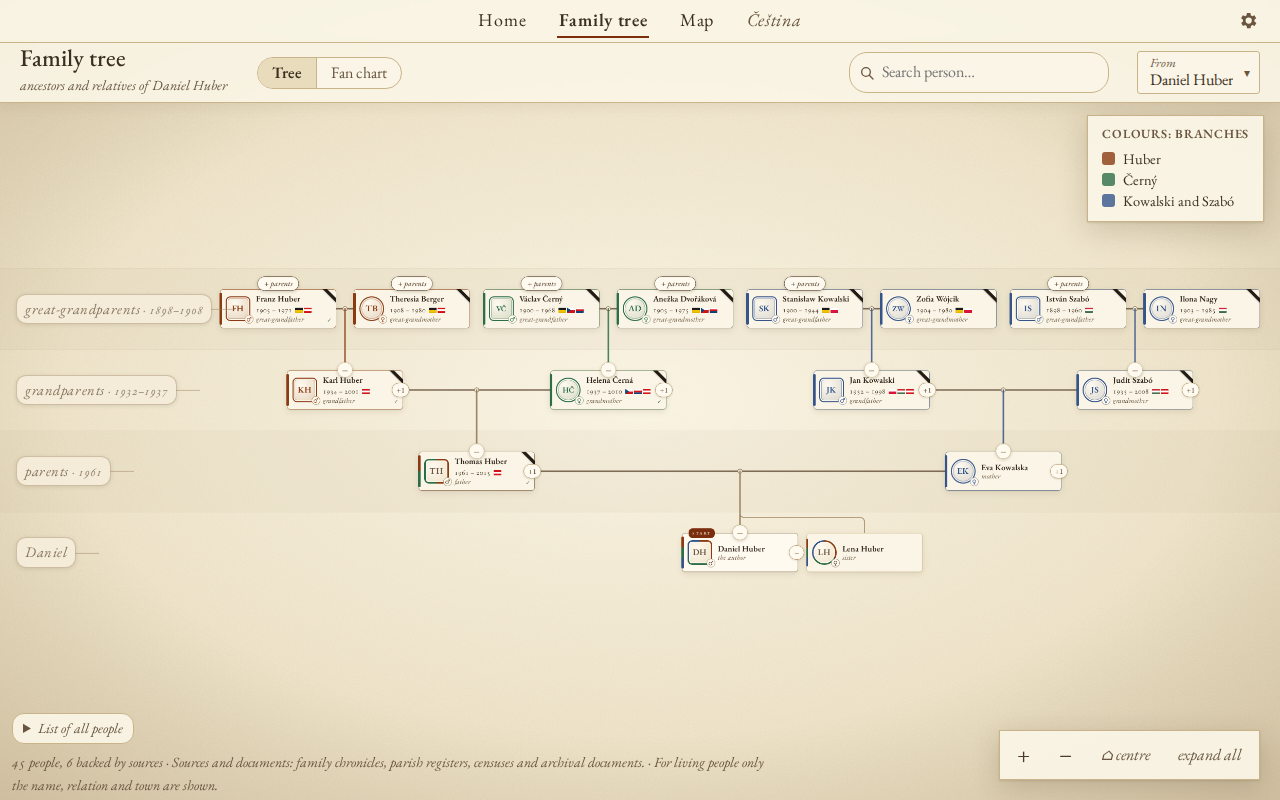 Home Family tree Map Čeština
Family tree
ancestors and relatives of Daniel Huber
Tree Fan chart
Search person...
From
Daniel Huber
COLOURS: BRANCHES
Huber
Černý
Kowalski and Szabó
+ parents + parents + parents + parents + parents + parents
great-grandparents · 1898–1908
FH Franz Huber 1905 – 1971 great-grandfather
TB Theresia Berger 1908 – 1980 great-grandmother
VČ Václav Černý 1900 – 1968 great-grandfather
AD Anežka Dvořáková 1905 – 1975 great-grandmother
SK Stanisław Kowalski 1900 – 1944 great-grandfather
ZW Zofia Wójcik 1904 – 1980 great-grandmother
IS István Szabó 1898 – 1960 great-grandfather
IN Ilona Nagy 1903 – 1985 great-grandmother
grandparents · 1932–1937
KH Karl Huber 1934 – 2001 grandfather +1
HČ Helena Černá 1937 – 2010 grandmother +1
JK Jan Kowalski 1932 – 1998 grandfather +1
JS Judit Szabó 1935 – 2008 grandmother +1
parents · 1961
TH Thomas Huber 1961 – 2015 father +1
EK Eva Kowalska mother +1
Daniel
START
DH Daniel Huber the author
LH Lena Huber sister
List of all people
45 people, 6 backed by sources · Sources and documents: family chronicles, parish registers, censuses and archival documents. · For living people only
the name, relation and town are shown.
+ − centre expand all